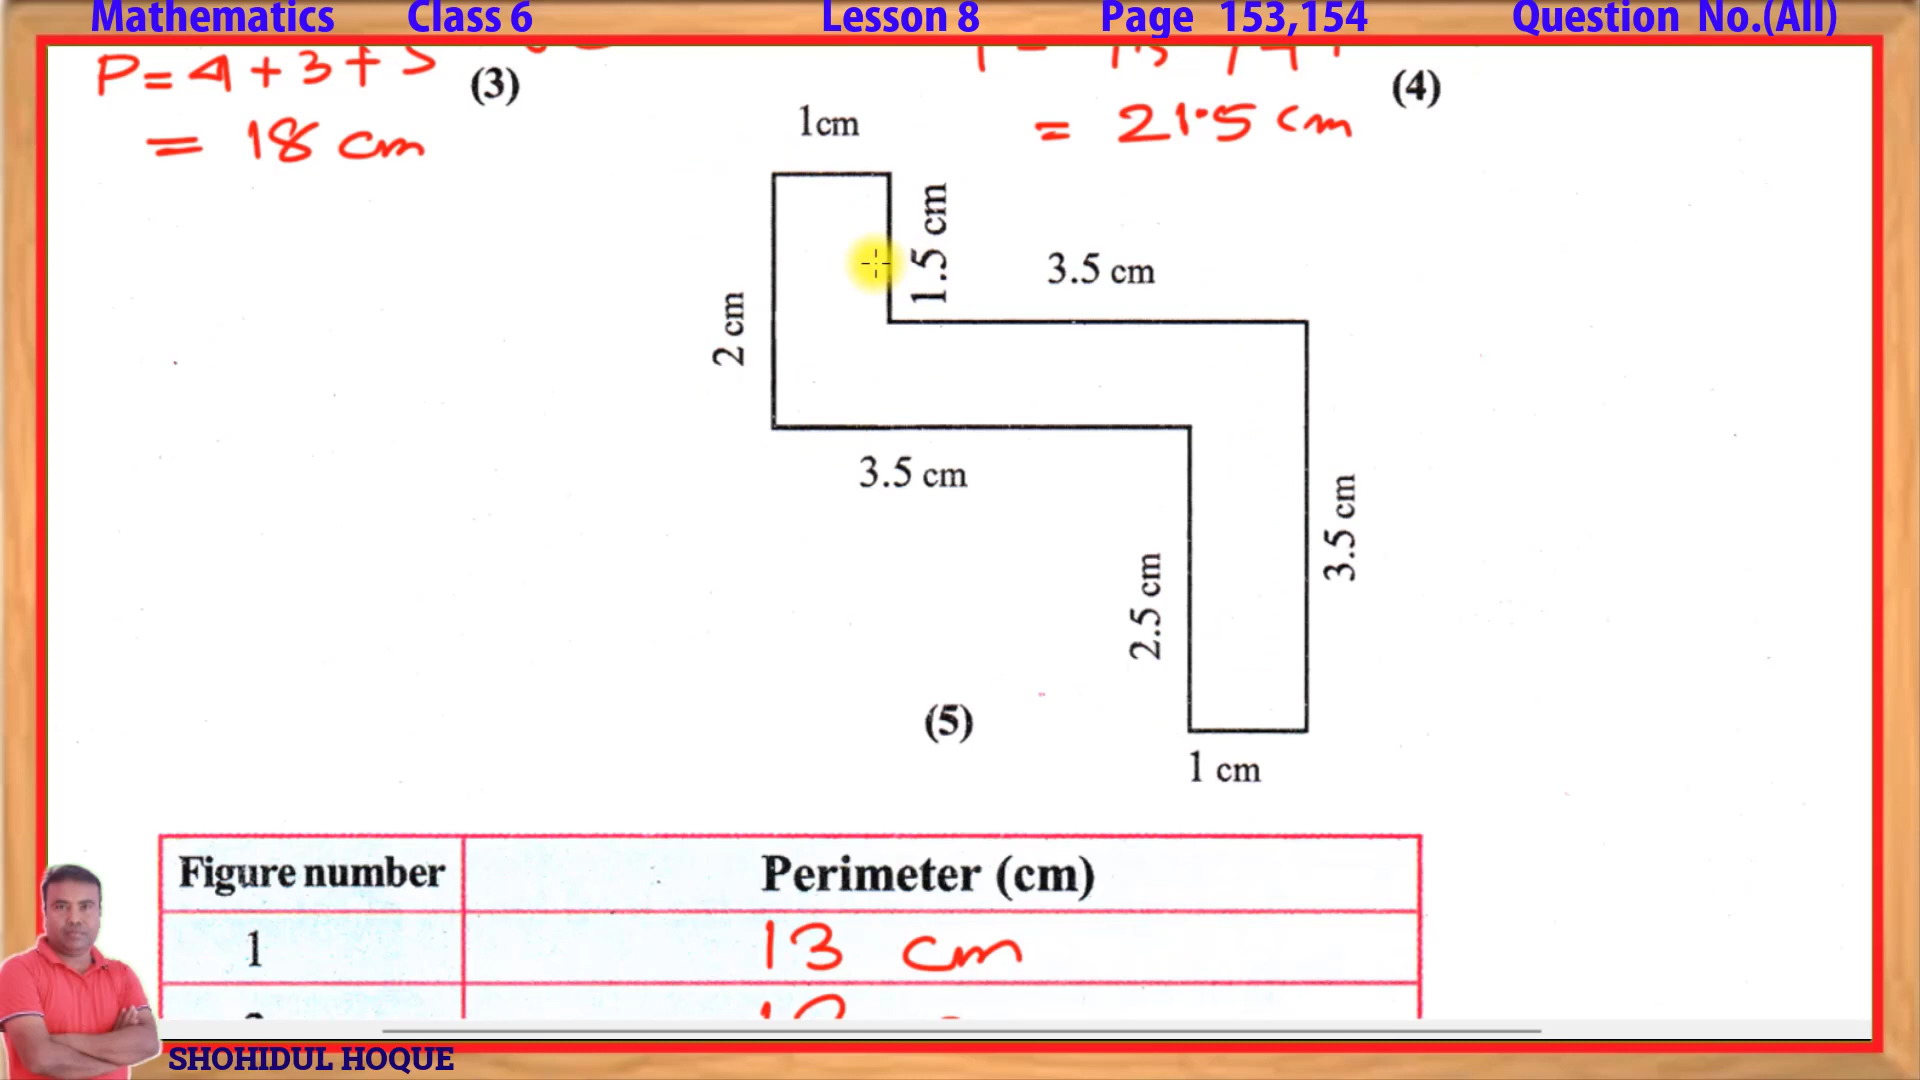 Mathematics Class 6 Lesson 8 Page 153,154 Question No.(All)
P = 4 + 3 + 5
(3)
(4)
= 18 cm
= 21.5 cm
1cm
1.5 cm
3.5 cm
2 cm
3.5 cm
3.5 cm
2.5 cm
(5)
1 cm
Figure number Perimeter (cm)
1 13 cm
SHOHIDUL HOQUE